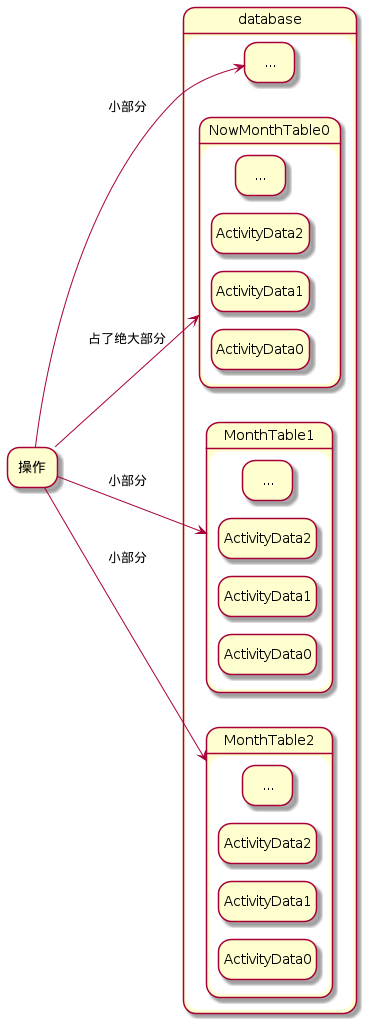 database
...
小部分
NowMonthTable0
...
ActivityData2
ActivityData1
占了绝大部分
ActivityData0
MonthTable1
...
操作
小部分
ActivityData2
小部分
ActivityData1
ActivityData0
MonthTable2
...
ActivityData2
ActivityData1
ActivityData0